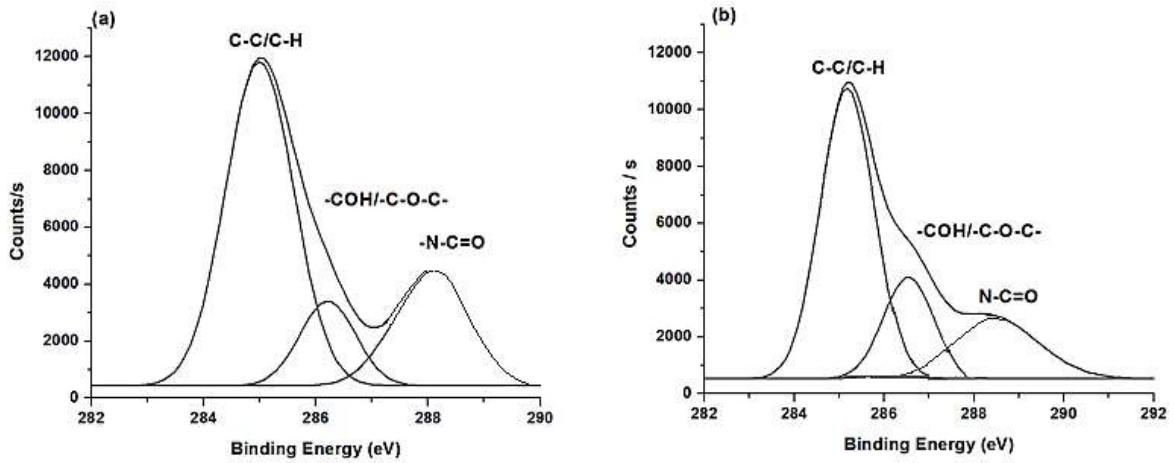 (a)
C-C/C-H
-COH/-C-O-C-
-N-C=O
12000
10000
8000
6000
4000
2000
0
Counts/s
282 284 286 288 290
Binding Energy (eV)
(b)
C-C/C-H
-COH/-C-O-C-
N-C=O
12000
10000
8000
6000
4000
2000
0
Counts / s
282 284 286 288 290 292
Binding Energy (eV)